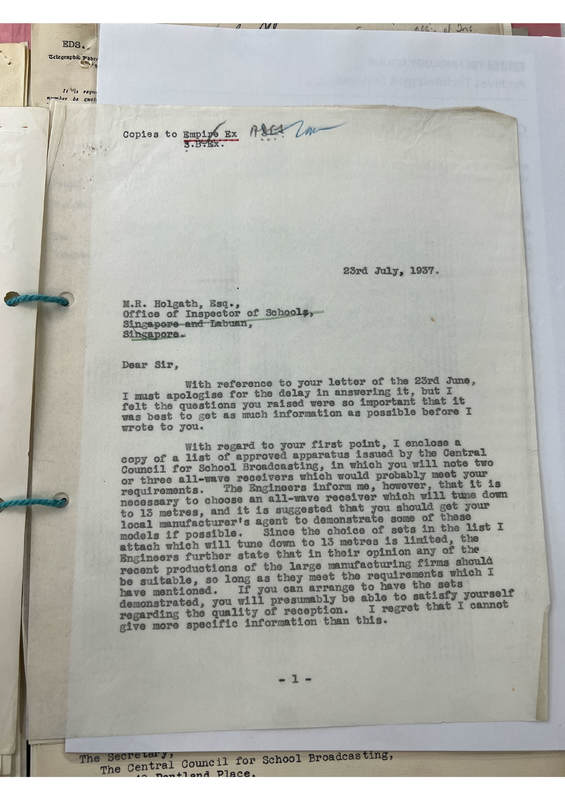 EDS.
Telegraphic
It is requ
number be quot
Copies to Empire Ex
S.B.Ex.
23rd July, 1937.
M.R. Holgath, Esq.,
Office of Inspector of Schools,
Singapore and Labuan,
Singapore.
Dear Sir,
With reference to your letter of the 23rd June,
I must apologise for the delay in answering it, but I
felt the questions you raised were so important that it
was best to get as much information as possible before I
wrote to you.
With regard to your first point, I enclose a
copy of a list of approved apparatus issued by the Central
Council for School Broadcasting, in which you will note two
or three all-wave receivers which would probably meet your
requirements. The Engineers inform me, however, that it is
necessary to choose an all-wave receiver which will tune down
to 13 metres, and it is suggested that you should get your
local manufacturer's agent to demonstrate some of these
models if possible. Since the choice of sets in the list I
attach which will tune down to 13 metres is limited, the
Engineers further state that in their opinion any of the
recent productions of the large manufacturing firms should
be suitable, so long as they meet the requirements which I
have mentioned. If you can arrange to have the sets
demonstrated, you will presumably be able to satisfy yourself
regarding the quality of reception. I regret that I cannot
give more specific information than this.
- 1 -
The Secretary,
The Central Council for School Broadcasting,
Portland Place.